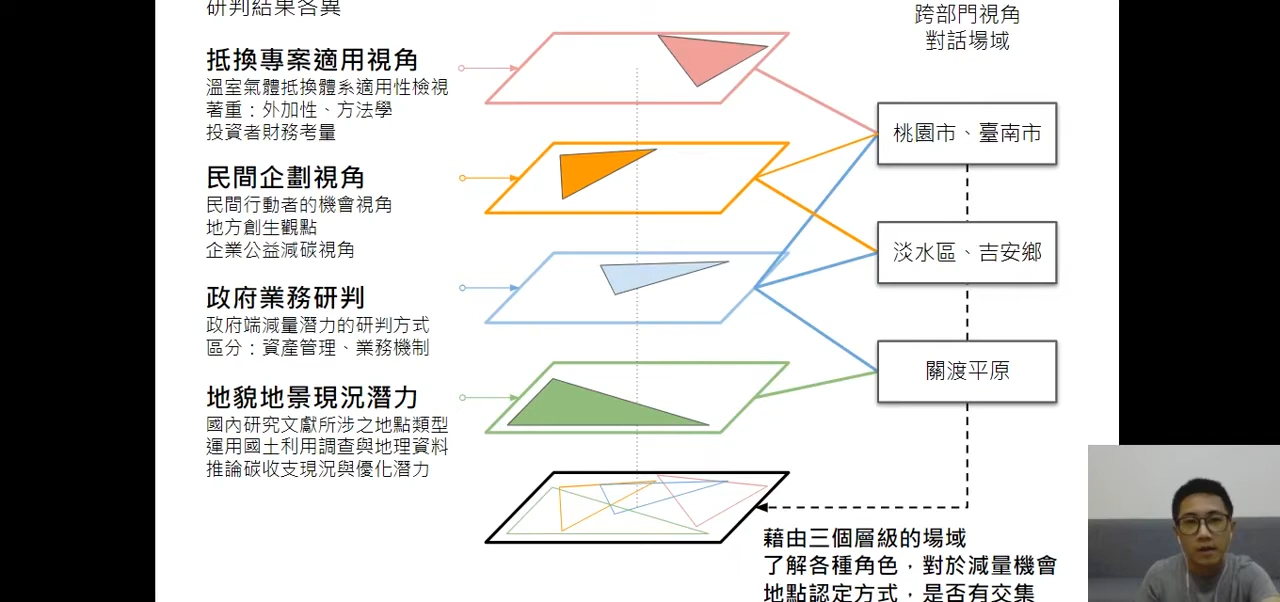 研判結果各異
抵換專案適用視角
溫室氣體抵換體系適用性檢視
著重：外加性、方法學
投資者財務考量
民間企劃視角
民間行動者的機會視角
地方創生觀點
企業公益減碳視角
政府業務研判
政府端減量潛力的研判方式
區分：資產管理、業務機制
地貌地景現況潛力
國內研究文獻所涉之地點類型
運用國土利用調查與地理資料
推論碳收支現況與優化潛力
跨部門視角
對話場域
桃園市、臺南市
淡水區、吉安鄉
關渡平原
藉由三個層級的場域
了解各種角色，對於減量機會
地點認定方式，是否有交集